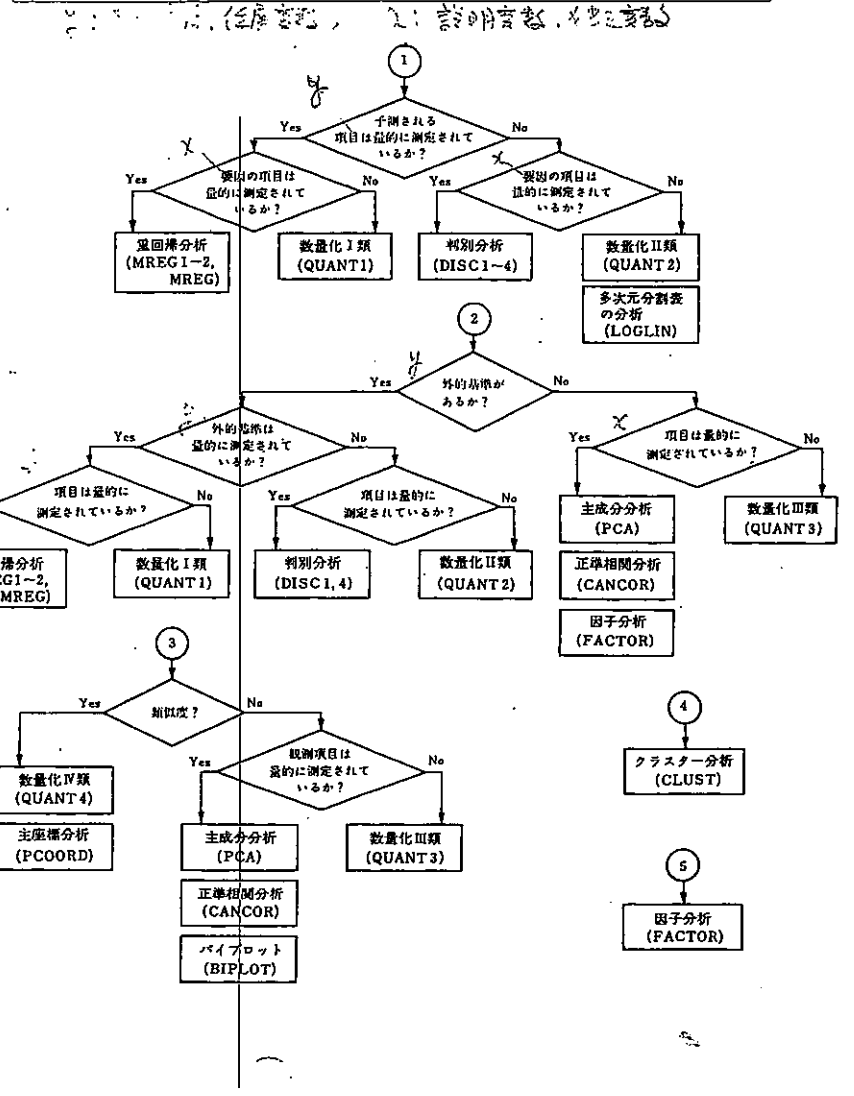 従属変数, x: 説明変数,
1
y
予測される
項目は量的に測定されて
いるか?
Yes
No
x
要因の項目は
量的に測定されて
いるか?
Yes
No
x
要因の項目は
量的に測定されて
いるか?
Yes
No
重回帰分析
(MREG1~2,
MREG)
数量化I類
(QUANT1)
判別分析
(DISC1~4)
数量化II類
(QUANT2)
多次元分割表
の分析
(LOGLIN)
2
y
外的基準が
あるか?
Yes
No
外的基準は
量的に測定されて
いるか?
Yes
No
x
項目は量的に
測定されているか?
Yes
No
項目は量的に
測定されているか?
No
項目は量的に
測定されているか?
Yes
No
帰分析
EG1~2,
MREG)
数量化I類
(QUANT1)
判別分析
(DISC1,4)
数量化II類
(QUANT2)
主成分分析
(PCA)
正準相関分析
(CANCOR)
因子分析
(FACTOR)
数量化III類
(QUANT3)
3
類似度?
Yes
No
観測項目は
量的に測定されて
いるか?
Yes
No
数量化IV類
(QUANT4)
主座標分析
(PCOORD)
主成分分析
(PCA)
正準相関分析
(CANCOR)
バイプロット
(BIPLOT)
数量化III類
(QUANT3)
4
クラスター分析
(CLUST)
5
因子分析
(FACTOR)